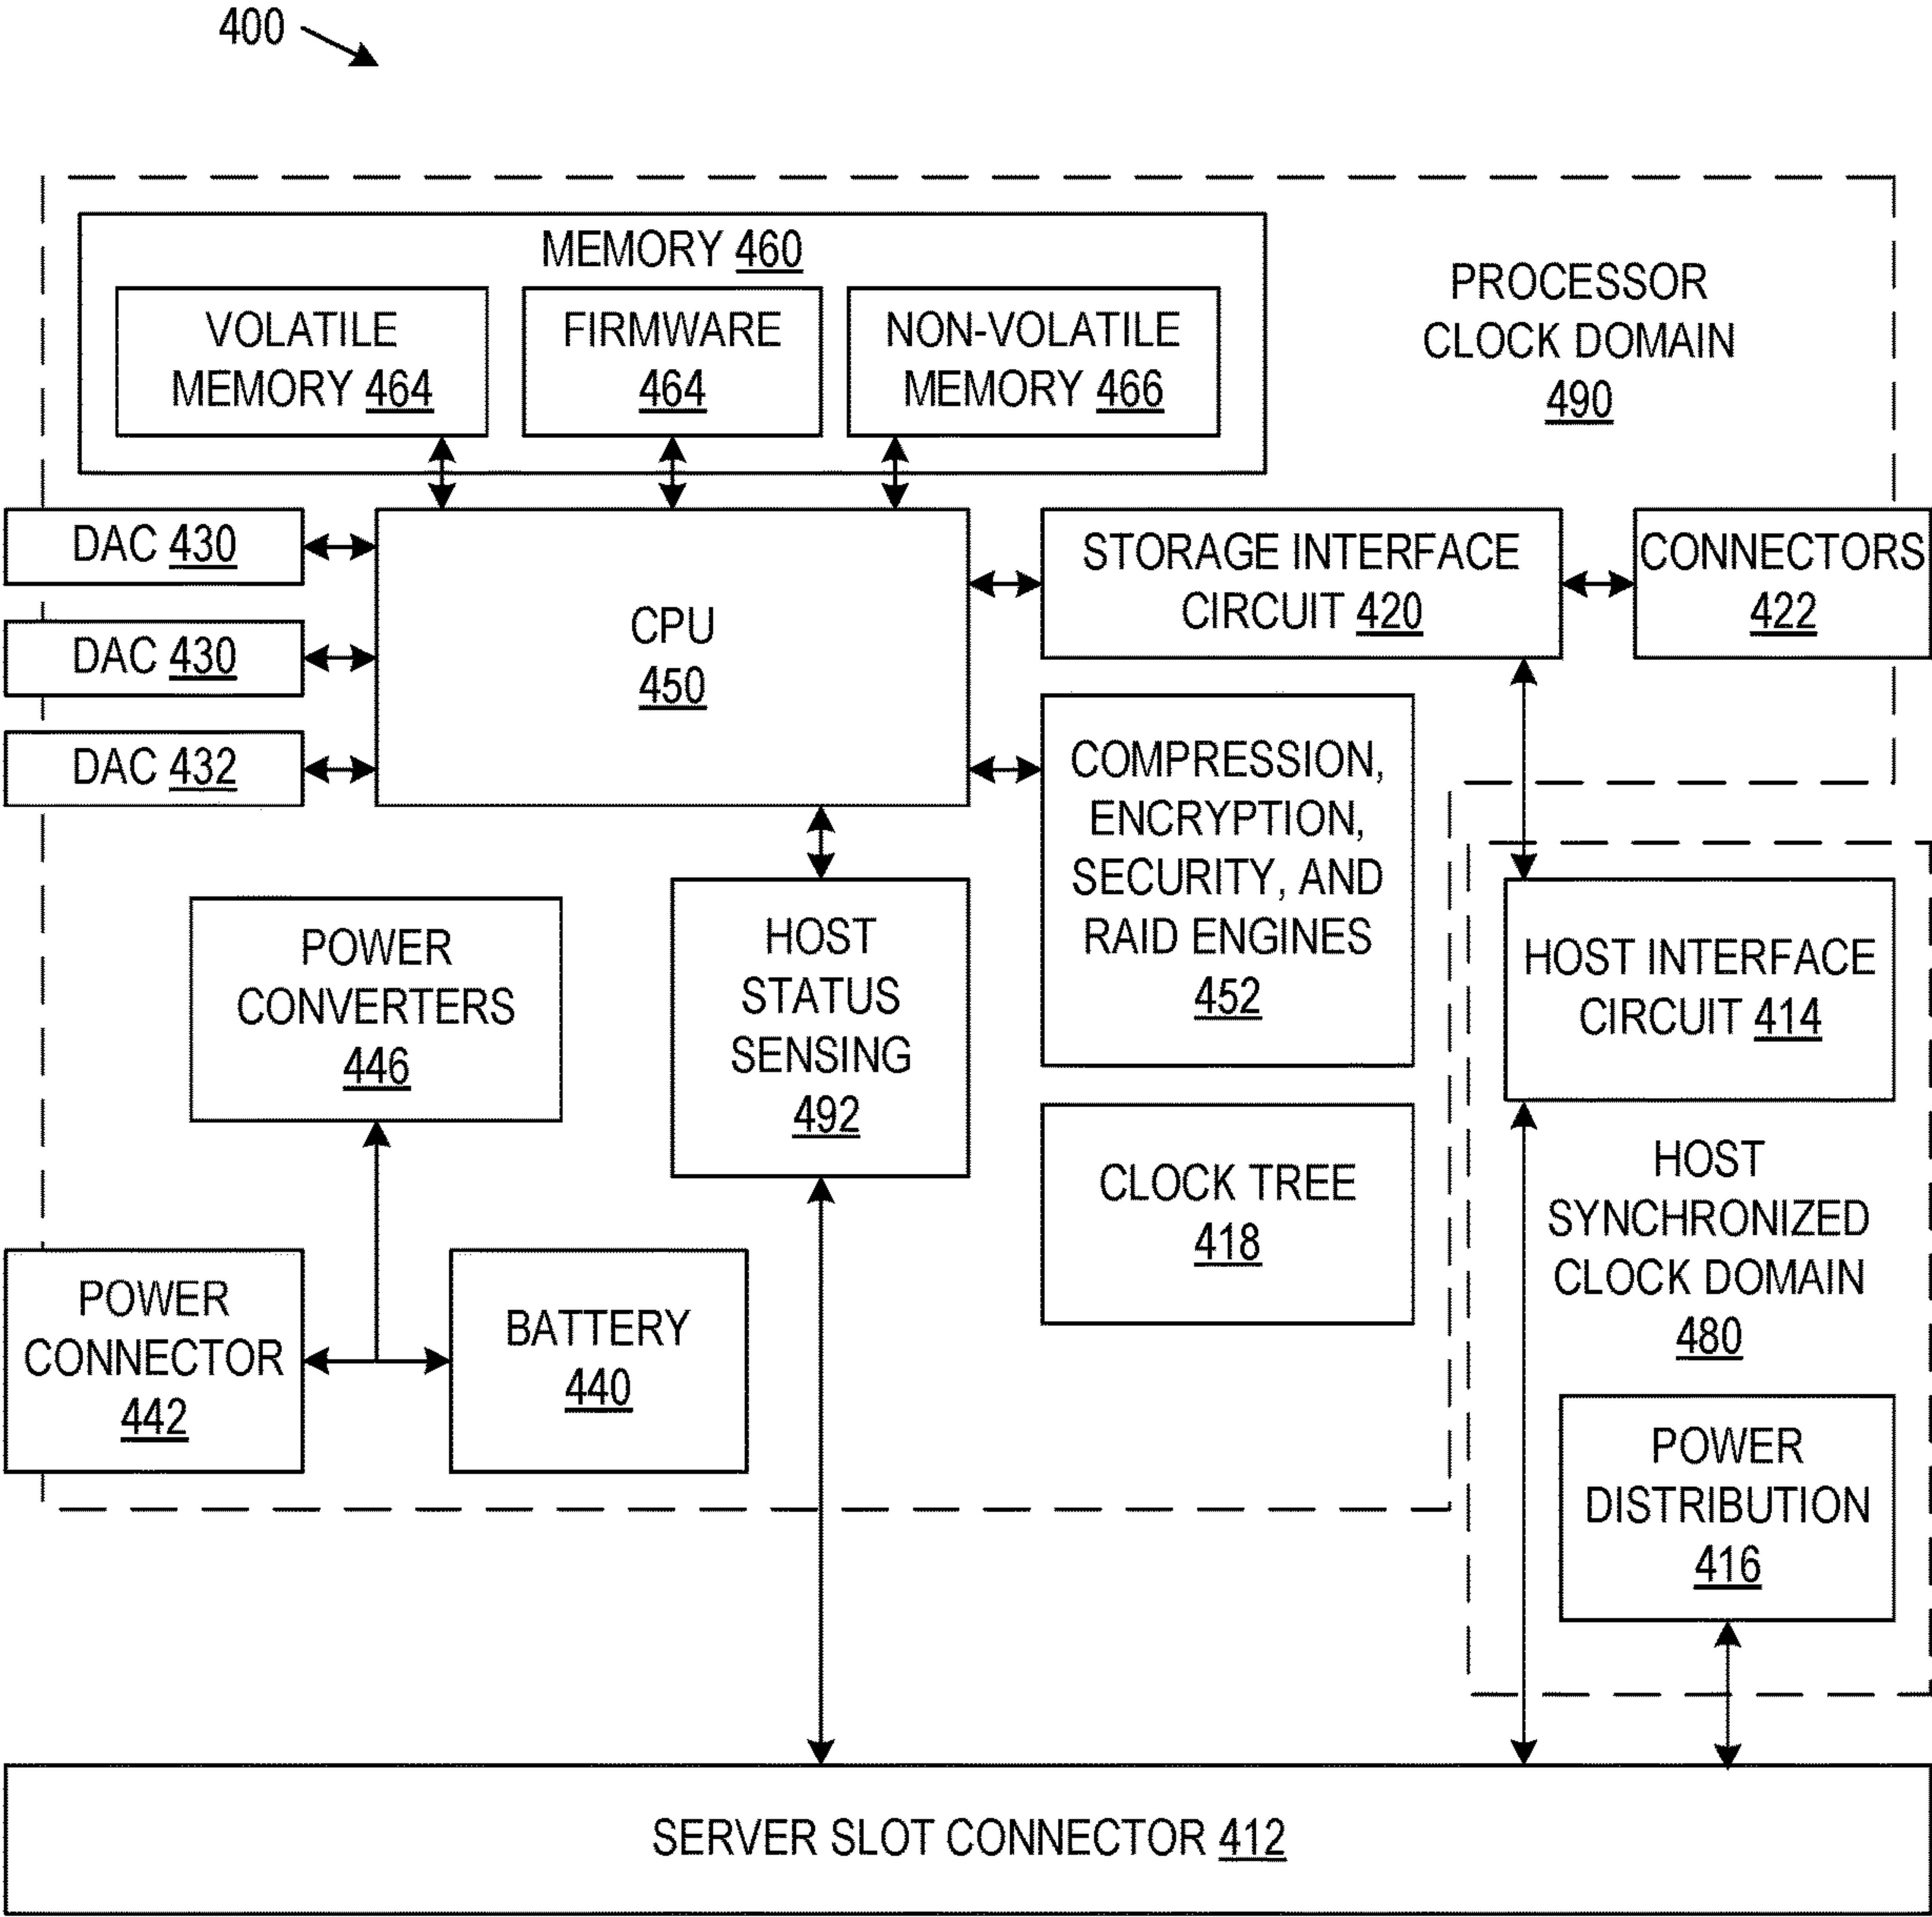 400
MEMORY 460
VOLATILE
MEMORY 464
FIRMWARE
464
NON-VOLATILE
MEMORY 466
PROCESSOR
CLOCK DOMAIN
490
DAC 430
DAC 430
DAC 432
CPU
450
STORAGE INTERFACE
CIRCUIT 420
CONNECTORS
422
COMPRESSION,
ENCRYPTION,
SECURITY, AND
RAID ENGINES
452
POWER
CONVERTERS
446
HOST
STATUS
SENSING
492
HOST INTERFACE
CIRCUIT 414
CLOCK TREE
418
HOST
SYNCHRONIZED
CLOCK DOMAIN
480
POWER
CONNECTOR
442
BATTERY
440
POWER
DISTRIBUTION
416
SERVER SLOT CONNECTOR 412